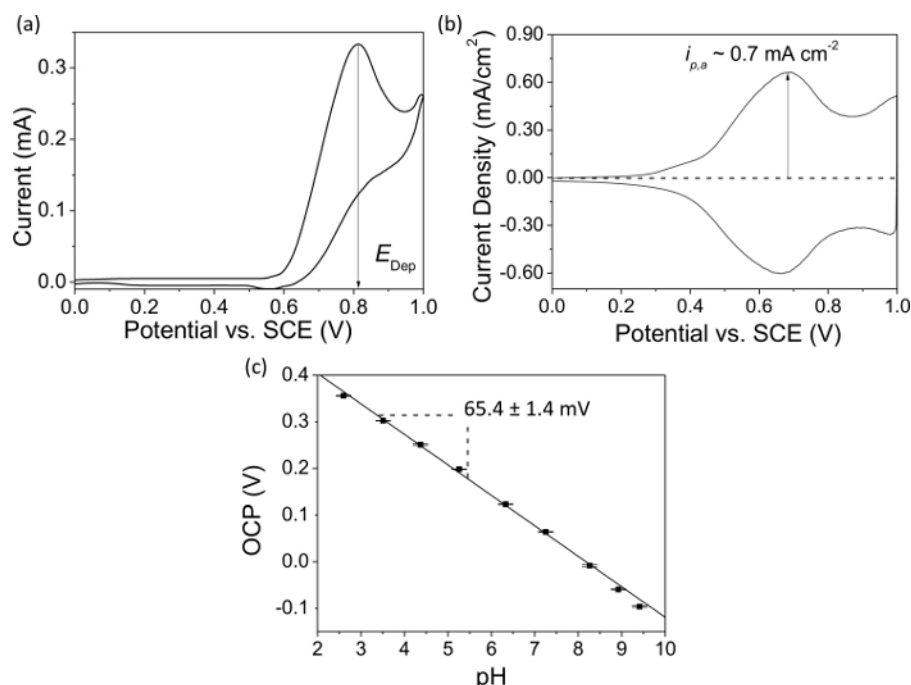 (a)
0.3
0.2
0.1
0.0
Current (mA)
E_Dep
0.0 0.2 0.4 0.6 0.8 1.0
Potential vs. SCE (V)
(b)
0.90
0.60
0.30
0.00
-0.30
-0.60
Current Density (mA/cm²)
i_p,a ~ 0.7 mA cm⁻²
0.0 0.2 0.4 0.6 0.8 1.0
Potential vs. SCE (V)
(c)
0.4
0.3
0.2
0.1
0.0
-0.1
OCP (V)
65.4 ± 1.4 mV
2 3 4 5 6 7 8 9 10
pH